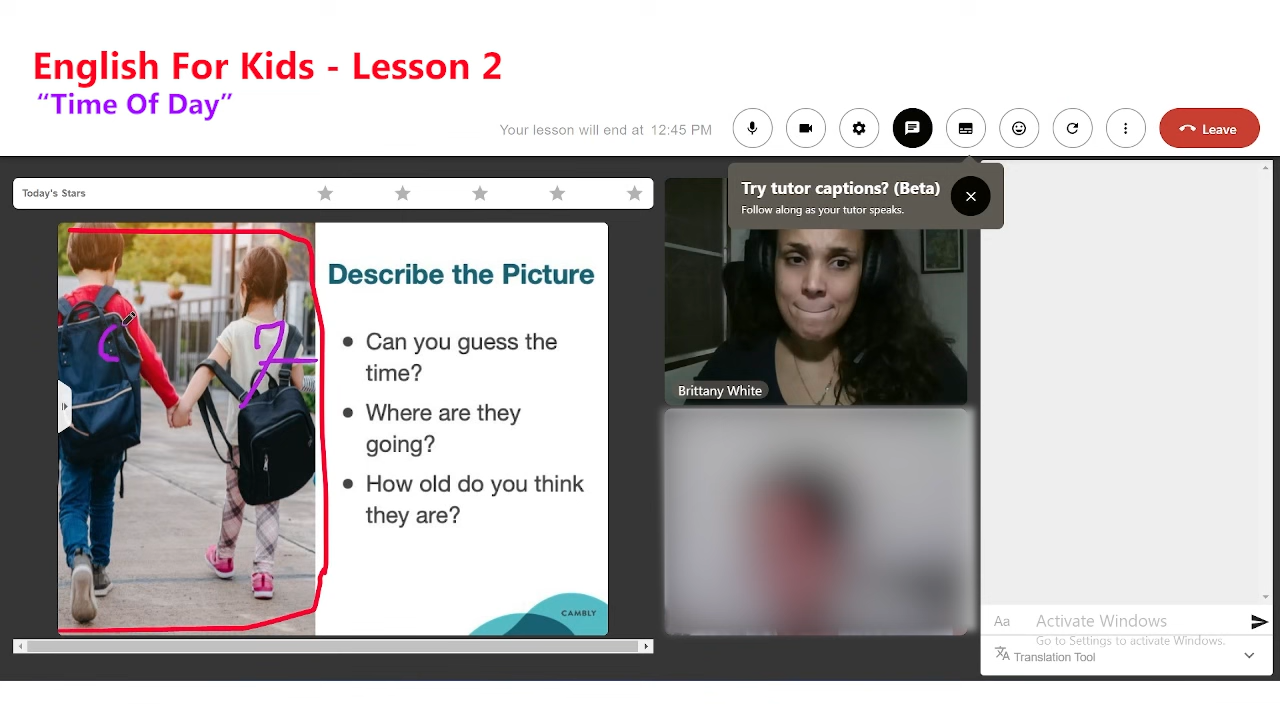 English For Kids - Lesson 2
“Time Of Day”
Your lesson will end at 12:45 PM
Leave
Try tutor captions? (Beta)
Follow along as your tutor speaks.
Today's Stars
Describe the Picture
• Can you guess the
time?
• Where are they
going?
• How old do you think
they are?
7
CAMBLY
Brittany White
Aa
Activate Windows
Go to Settings to activate Windows.
Translation Tool